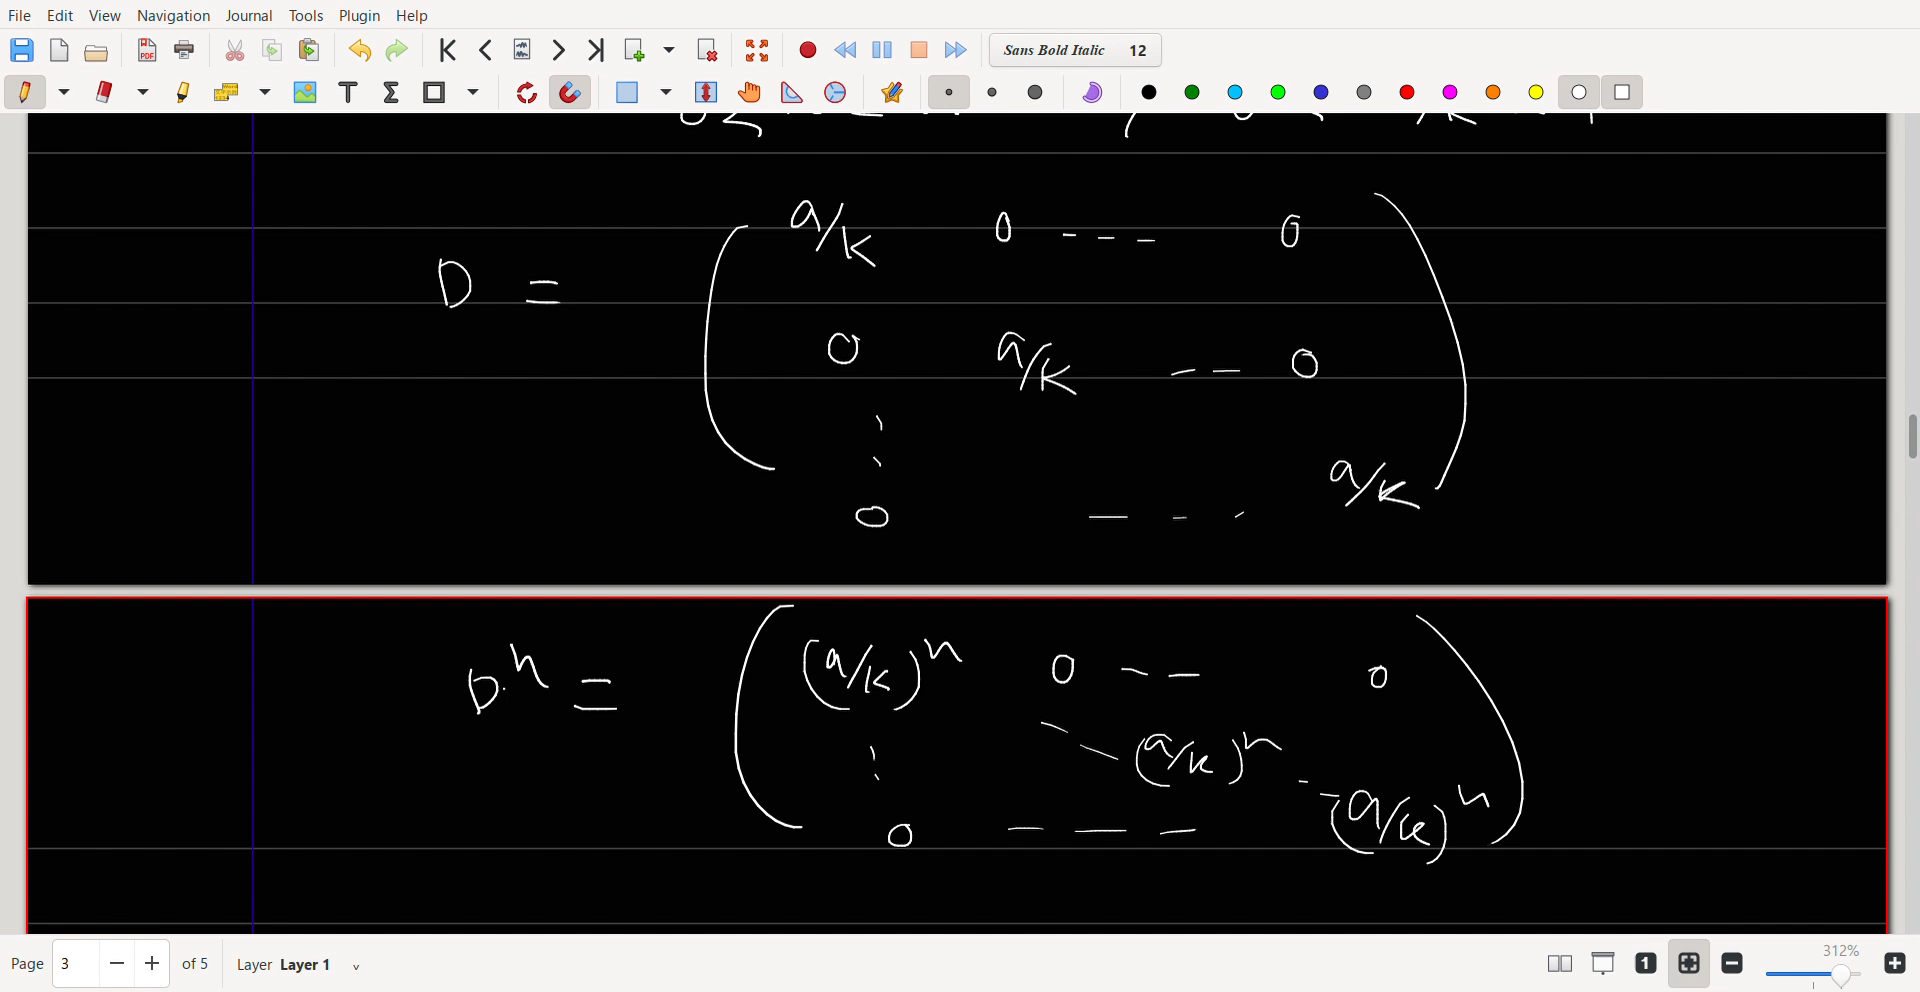 File Edit View Navigation Journal Tools Plugin Help
Sans Bold Italic 12
D = ( a/k 0 - - - 0
0 a/k - - 0
⋮
0 - - - a/k )
Dⁿ = ( (a/k)ⁿ 0 - - 0
⋮ - - (a/k)ⁿ - -
0 - - - (a/k)ⁿ )
Page 3 of 5 Layer Layer 1 312%